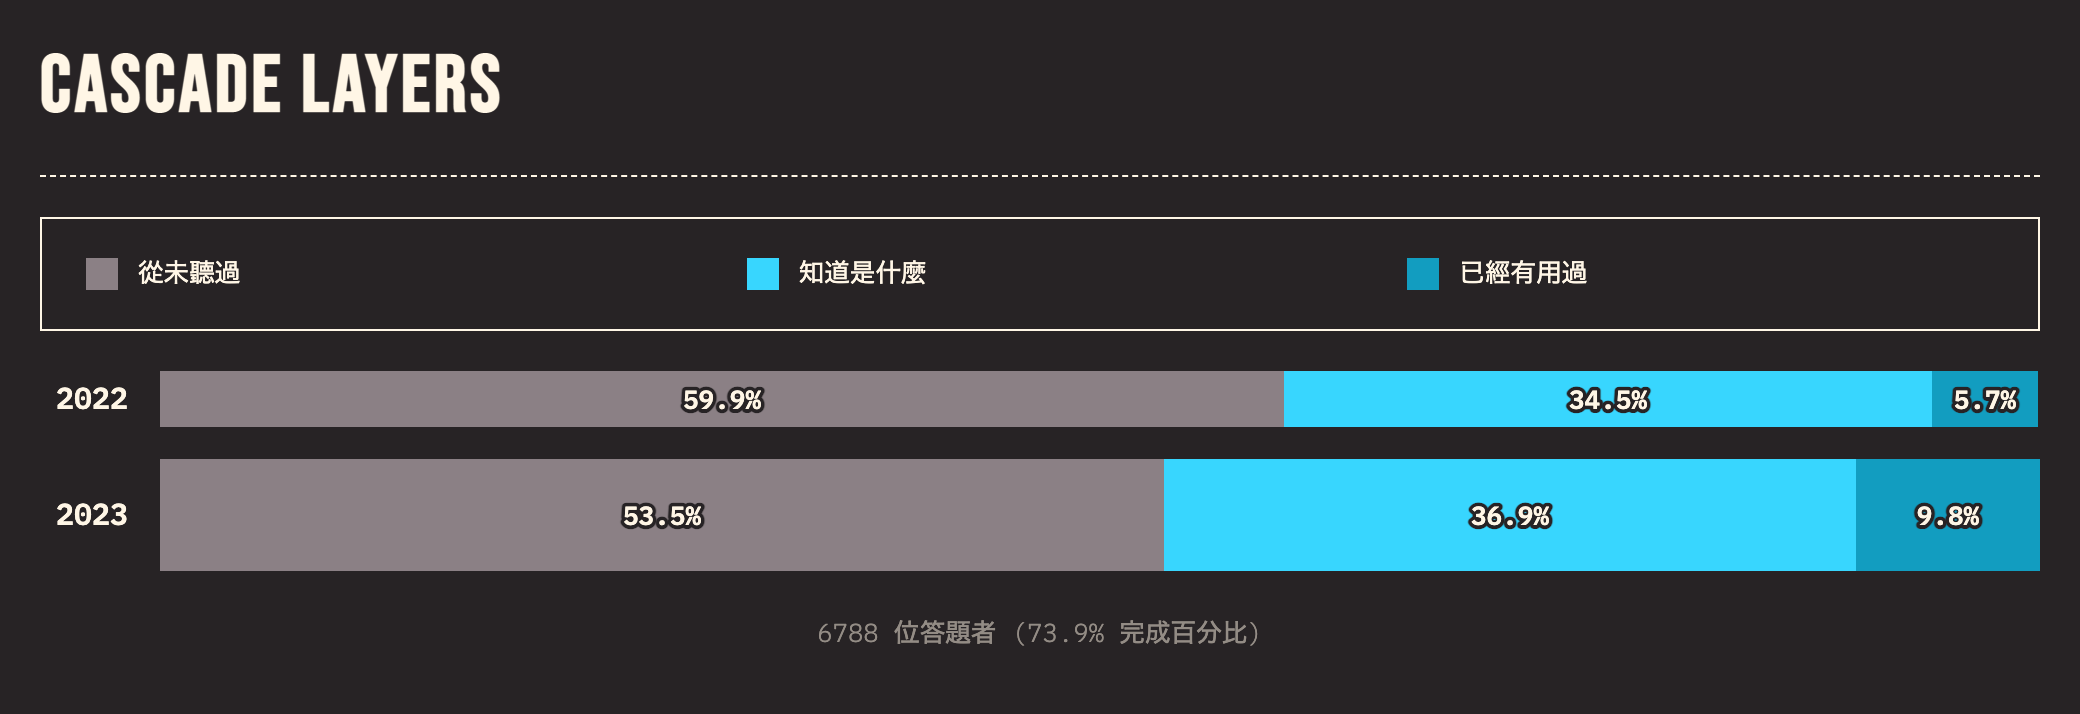 CASCADE LAYERS
從未聽過 知道是什麼 已經有用過
2022 59.9% 34.5% 5.7%
2023 53.5% 36.9% 9.8%
6788 位答題者 (73.9% 完成百分比)